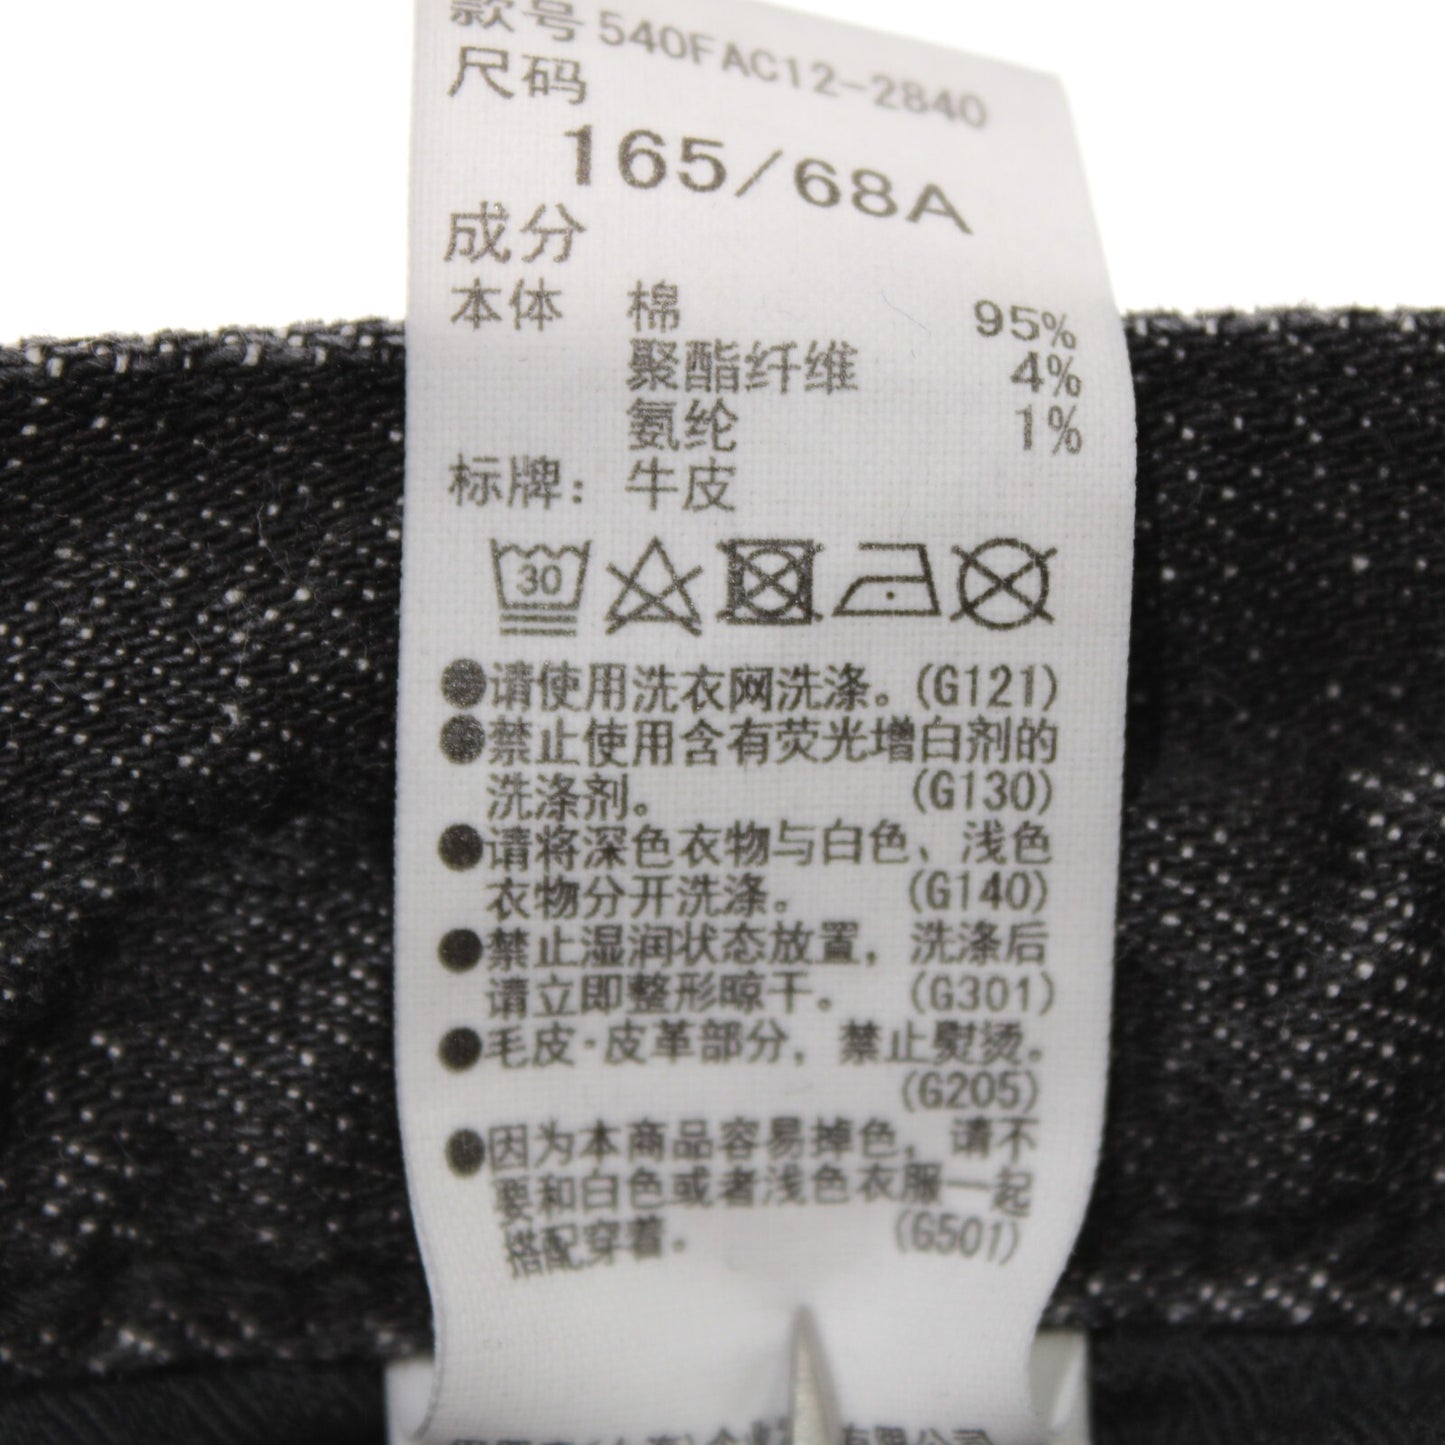 款号 540FAC12-2840
尺码
165/68A
成分
本体 棉 95%
聚酯纤维 4%
氨纶 1%
标牌：牛皮
30
●请使用洗衣网洗涤。(G121)
●禁止使用含有荧光增白剂的
洗涤剂。 (G130)
●请将深色衣物与白色、浅色
衣物分开洗涤。 (G140)
●禁止湿润状态放置，洗涤后
请立即整形晾干。 (G301)
●毛皮·皮革部分，禁止熨烫。
(G205)
●因为本商品容易掉色，请不
要和白色或者浅色衣服一起
搭配穿着。 (G501)
有限公司